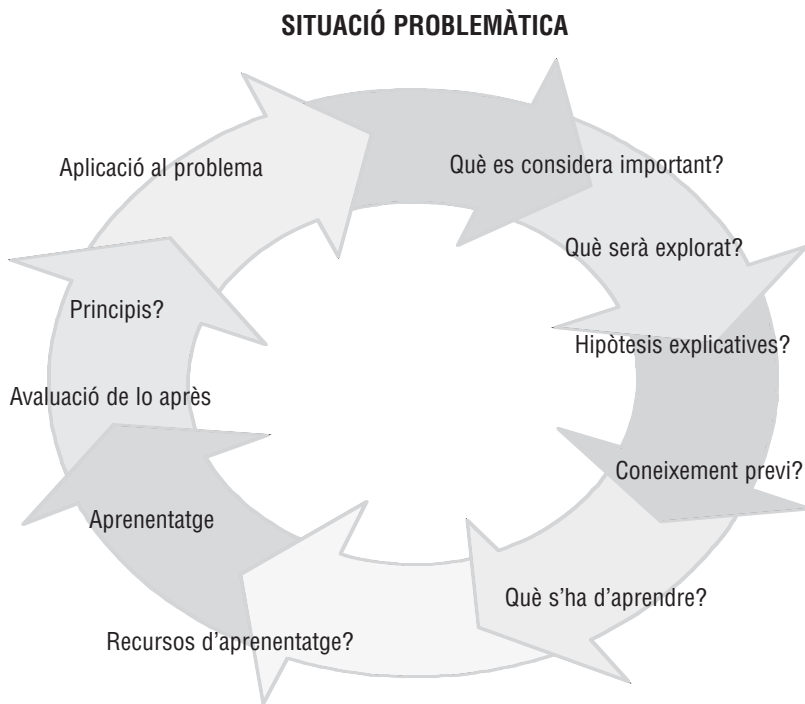 SITUACIÓ PROBLEMÀTICA
Què es considera important?
Què serà explorat?
Hipòtesis explicatives?
Coneixement previ?
Què s’ha d’aprendre?
Recursos d’aprenentatge?
Aprenentatge
Avaluació de lo après
Principis?
Aplicació al problema